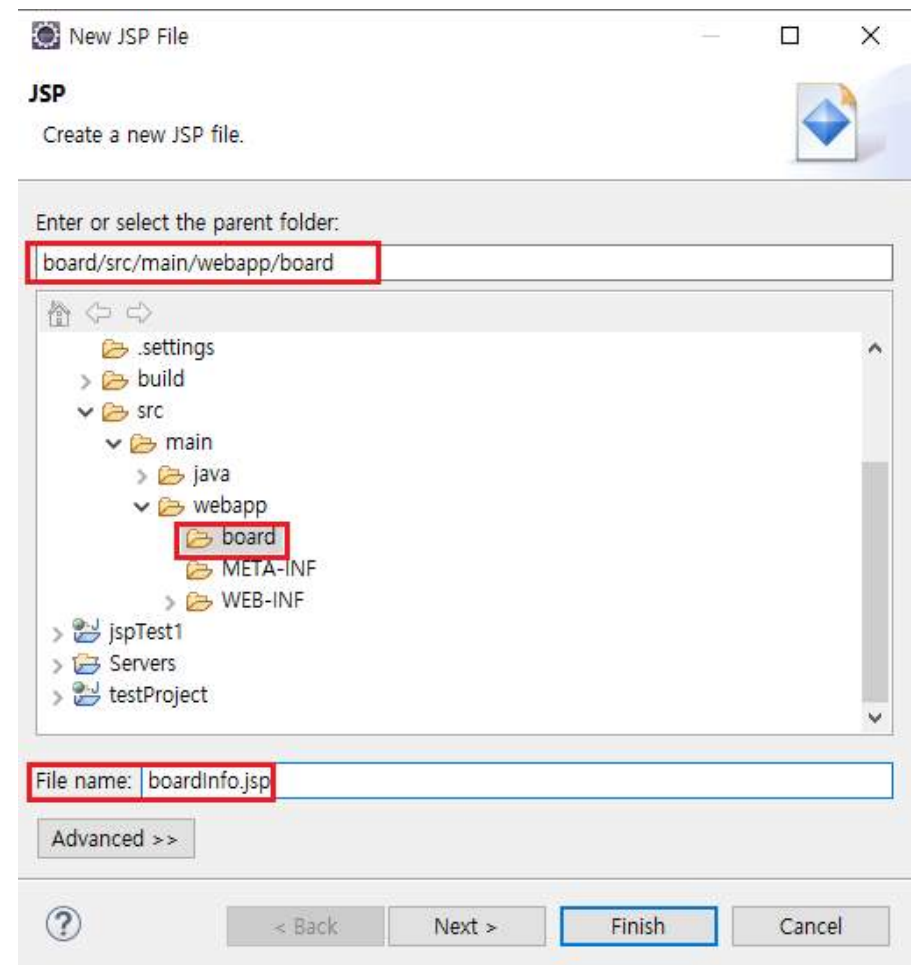 New JSP File
JSP
Create a new JSP file.
Enter or select the parent folder:
board/src/main/webapp/board
.settings
build
src
main
java
webapp
board
META-INF
WEB-INF
jspTest1
Servers
testProject
File name: boardInfo.jsp
Advanced >>
< Back Next > Finish Cancel